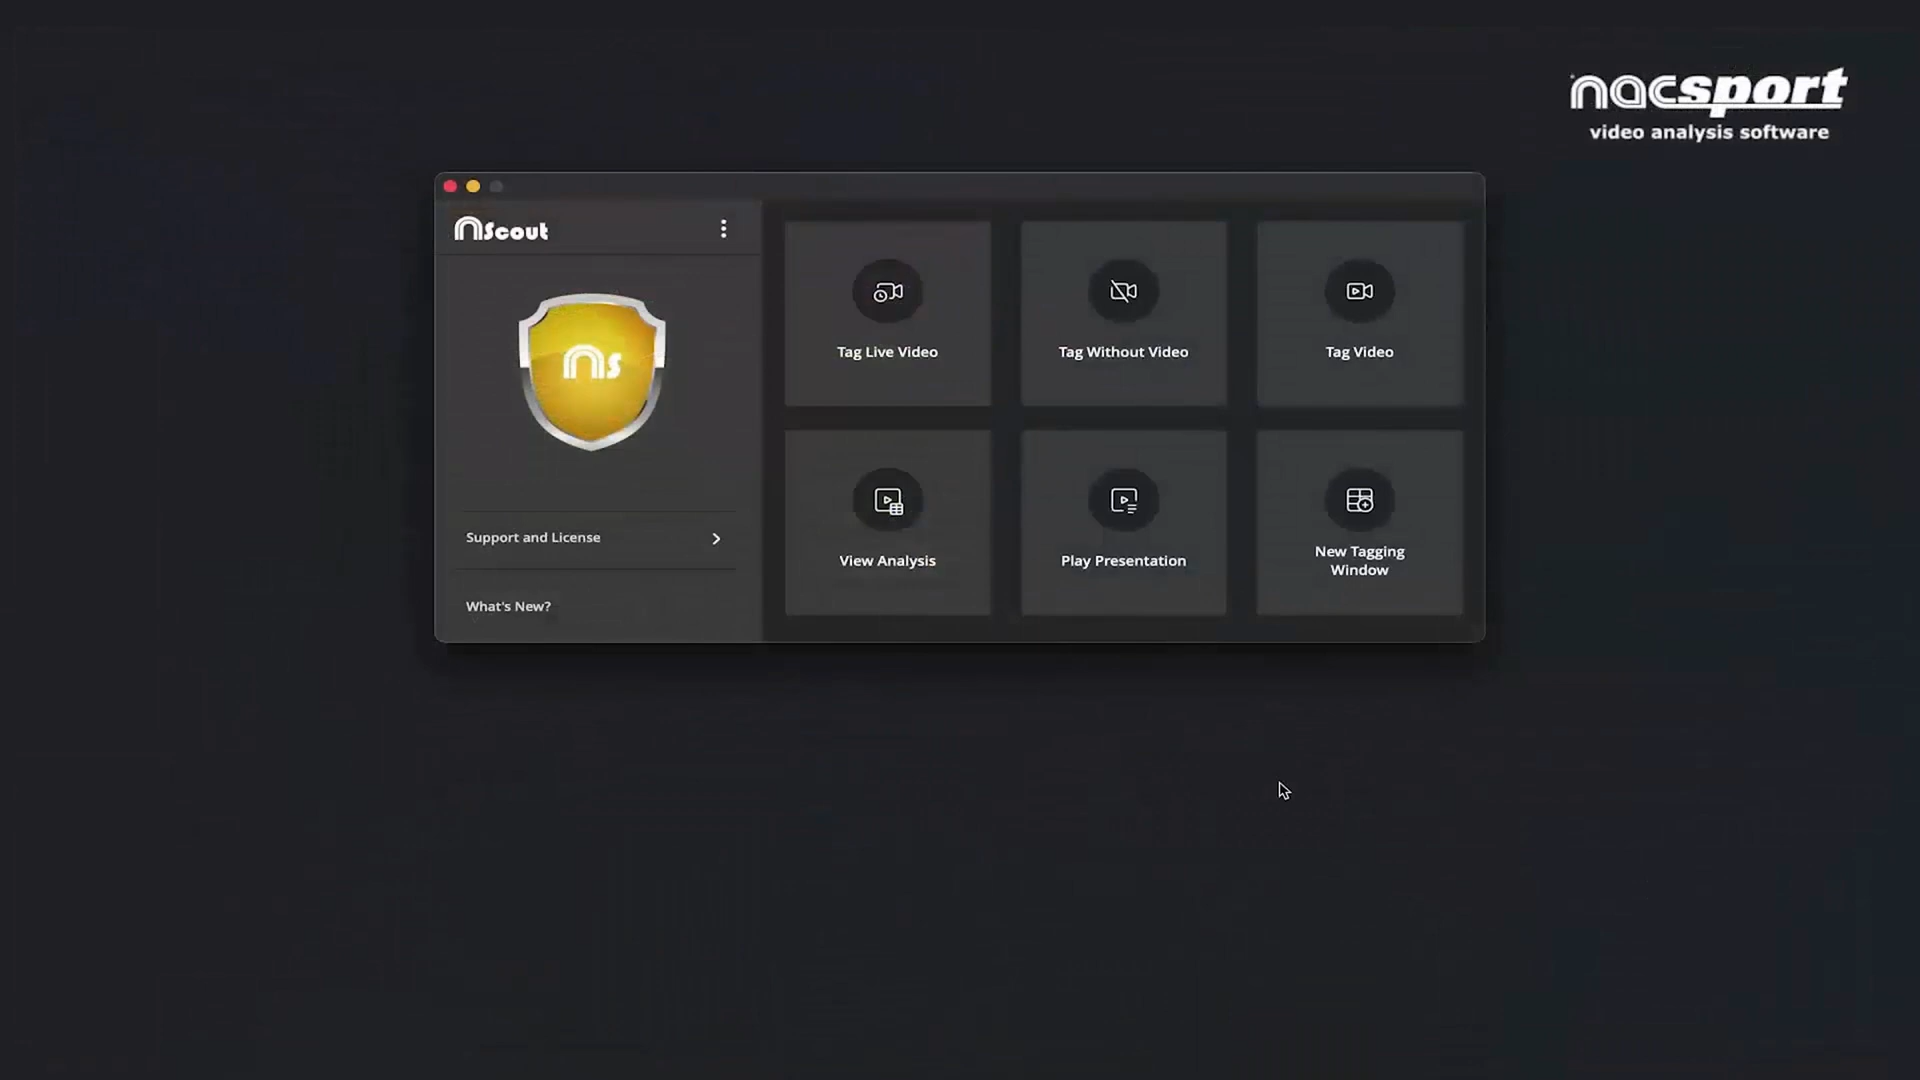 nacsport
video analysis software
nscout
ns
Tag Live Video
Tag Without Video
Tag Video
View Analysis
Play Presentation
New Tagging
Window
Support and License
What's New?